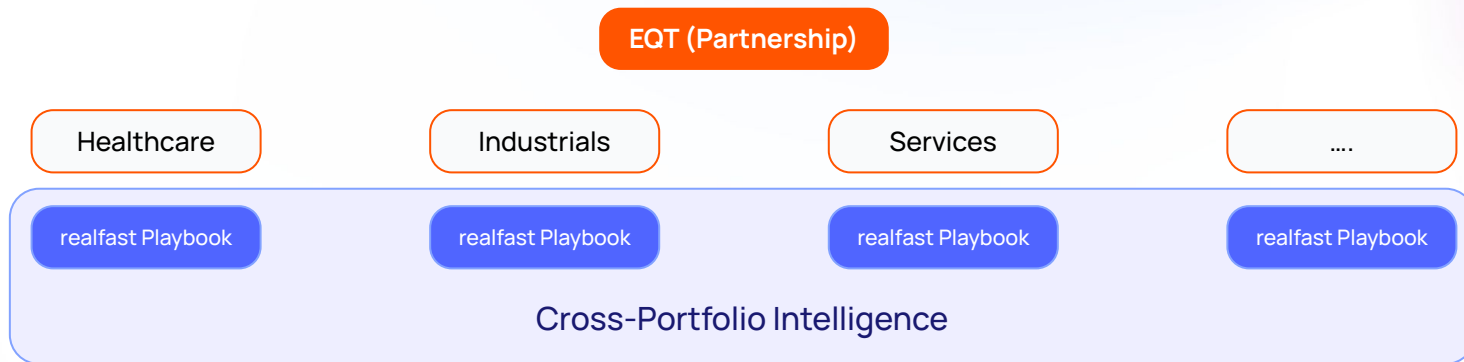 EQT (Partnership)
Healthcare
Industrials
Services
....
realfast Playbook
realfast Playbook
realfast Playbook
realfast Playbook
Cross-Portfolio Intelligence